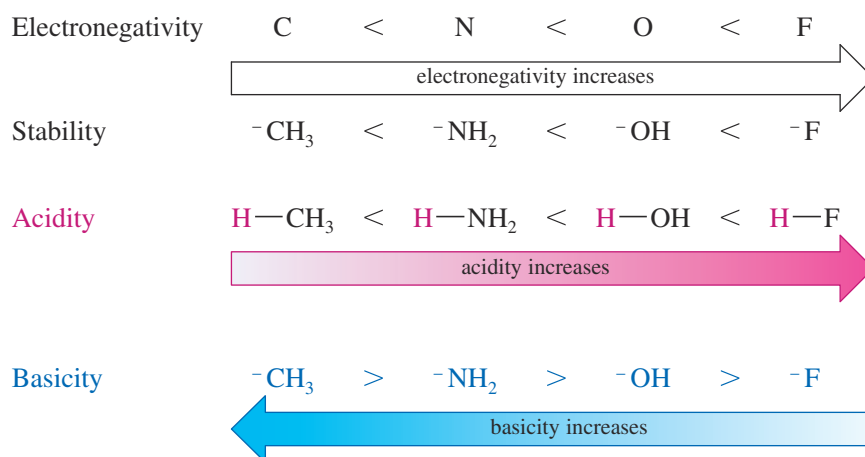 Electronegativity C < N < O < F
electronegativity increases
Stability ⁻CH₃ < ⁻NH₂ < ⁻OH < ⁻F
Acidity H—CH₃ < H—NH₂ < H—OH < H—F
acidity increases
Basicity ⁻CH₃ > ⁻NH₂ > ⁻OH > ⁻F
basicity increases